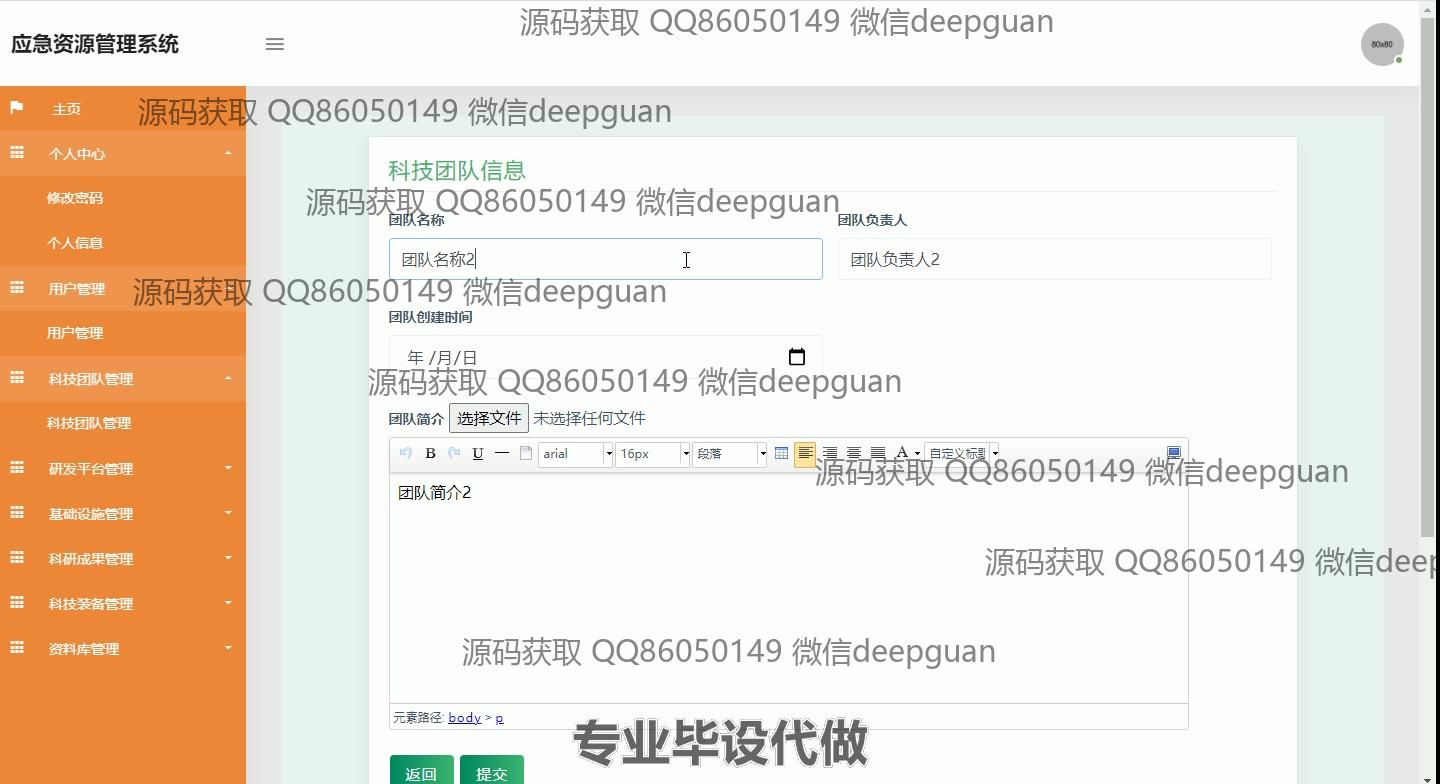 源码获取 QQ86050149 微信deepguan
应急资源管理系统
80x80
主页
源码获取 QQ86050149 微信deepguan
个人中心
科技团队信息
修改密码
源码获取 QQ86050149 微信deepguan
团队名称
团队负责人
个人信息
团队名称2
团队负责人2
用户管理
源码获取 QQ86050149 微信deepguan
团队创建时间
用户管理
年 /月/日
科技团队管理
源码获取 QQ86050149 微信deepguan
科技团队管理
团队简介 选择文件 未选择任何文件
B U arial 16px 段落 A 自定义标题
研发平台管理
源码获取 QQ86050149 微信deepguan
团队简介2
基础设施管理
科研成果管理
源码获取 QQ86050149 微信deep
科技装备管理
资料库管理
源码获取 QQ86050149 微信deepguan
元素路径: body > p
专业毕设代做
返回 提交